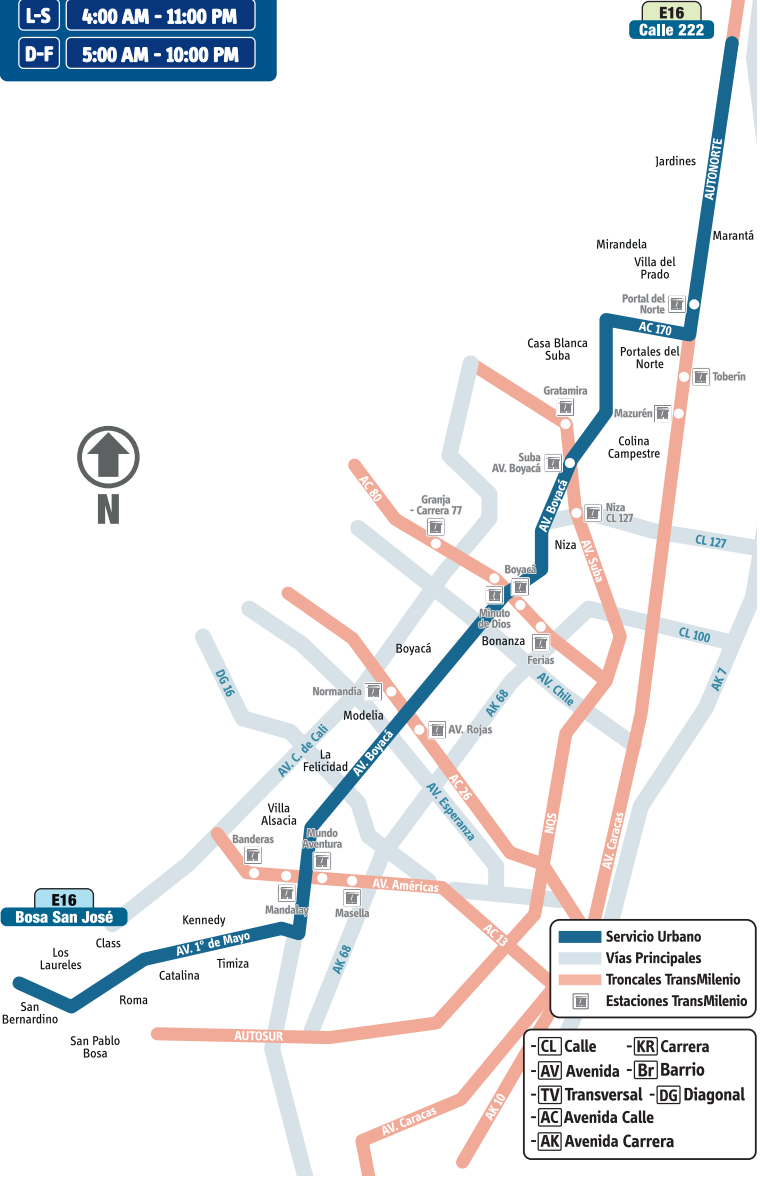 L-S
4:00 AM - 11:00 PM
D-F
5:00 AM - 10:00 PM
E16
Calle 222
Jardines
AUTONORTE
Marantá
Mirandela
Villa del
Prado
Portal del
Norte
AC 170
Casa Blanca
Suba
Portales del
Norte
Toberín
Gratamira
Mazurén
Colina
Campestre
Suba
AV. Boyacá
AC 80
Granja
- Carrera 77
AV. Boyacá
Niza
CL 127
CL 127
Niza
AV. Suba
Boyacá
Minuto
de Dios
Bonanza
Ferias
CL 100
Boyacá
AK 7
DG 16
Normandía
AV. Chile
AK 68
Modelia
AV. Rojas
AV. C. de Cali
La
Felicidad
AV. Boyacá
AC 26
AV. Esperanza
Villa
Alsacia
NQS
AV. Caracas
Banderas
Mundo
Aventura
AV. Américas
Mandalay
Masella
E16
Bosa San José
Kennedy
Class
AV. 1° de Mayo
Los
Laureles
Catalina
Timiza
AK 68
AC 13
San
Bernardino
Roma
San Pablo
Bosa
AUTOSUR
AV. Caracas
AK 10
N
Servicio Urbano
Vías Principales
Troncales TransMilenio
Estaciones TransMilenio
-CL Calle -KR Carrera
-AV Avenida -Br Barrio
-TV Transversal -DG Diagonal
-AC Avenida Calle
-AK Avenida Carrera